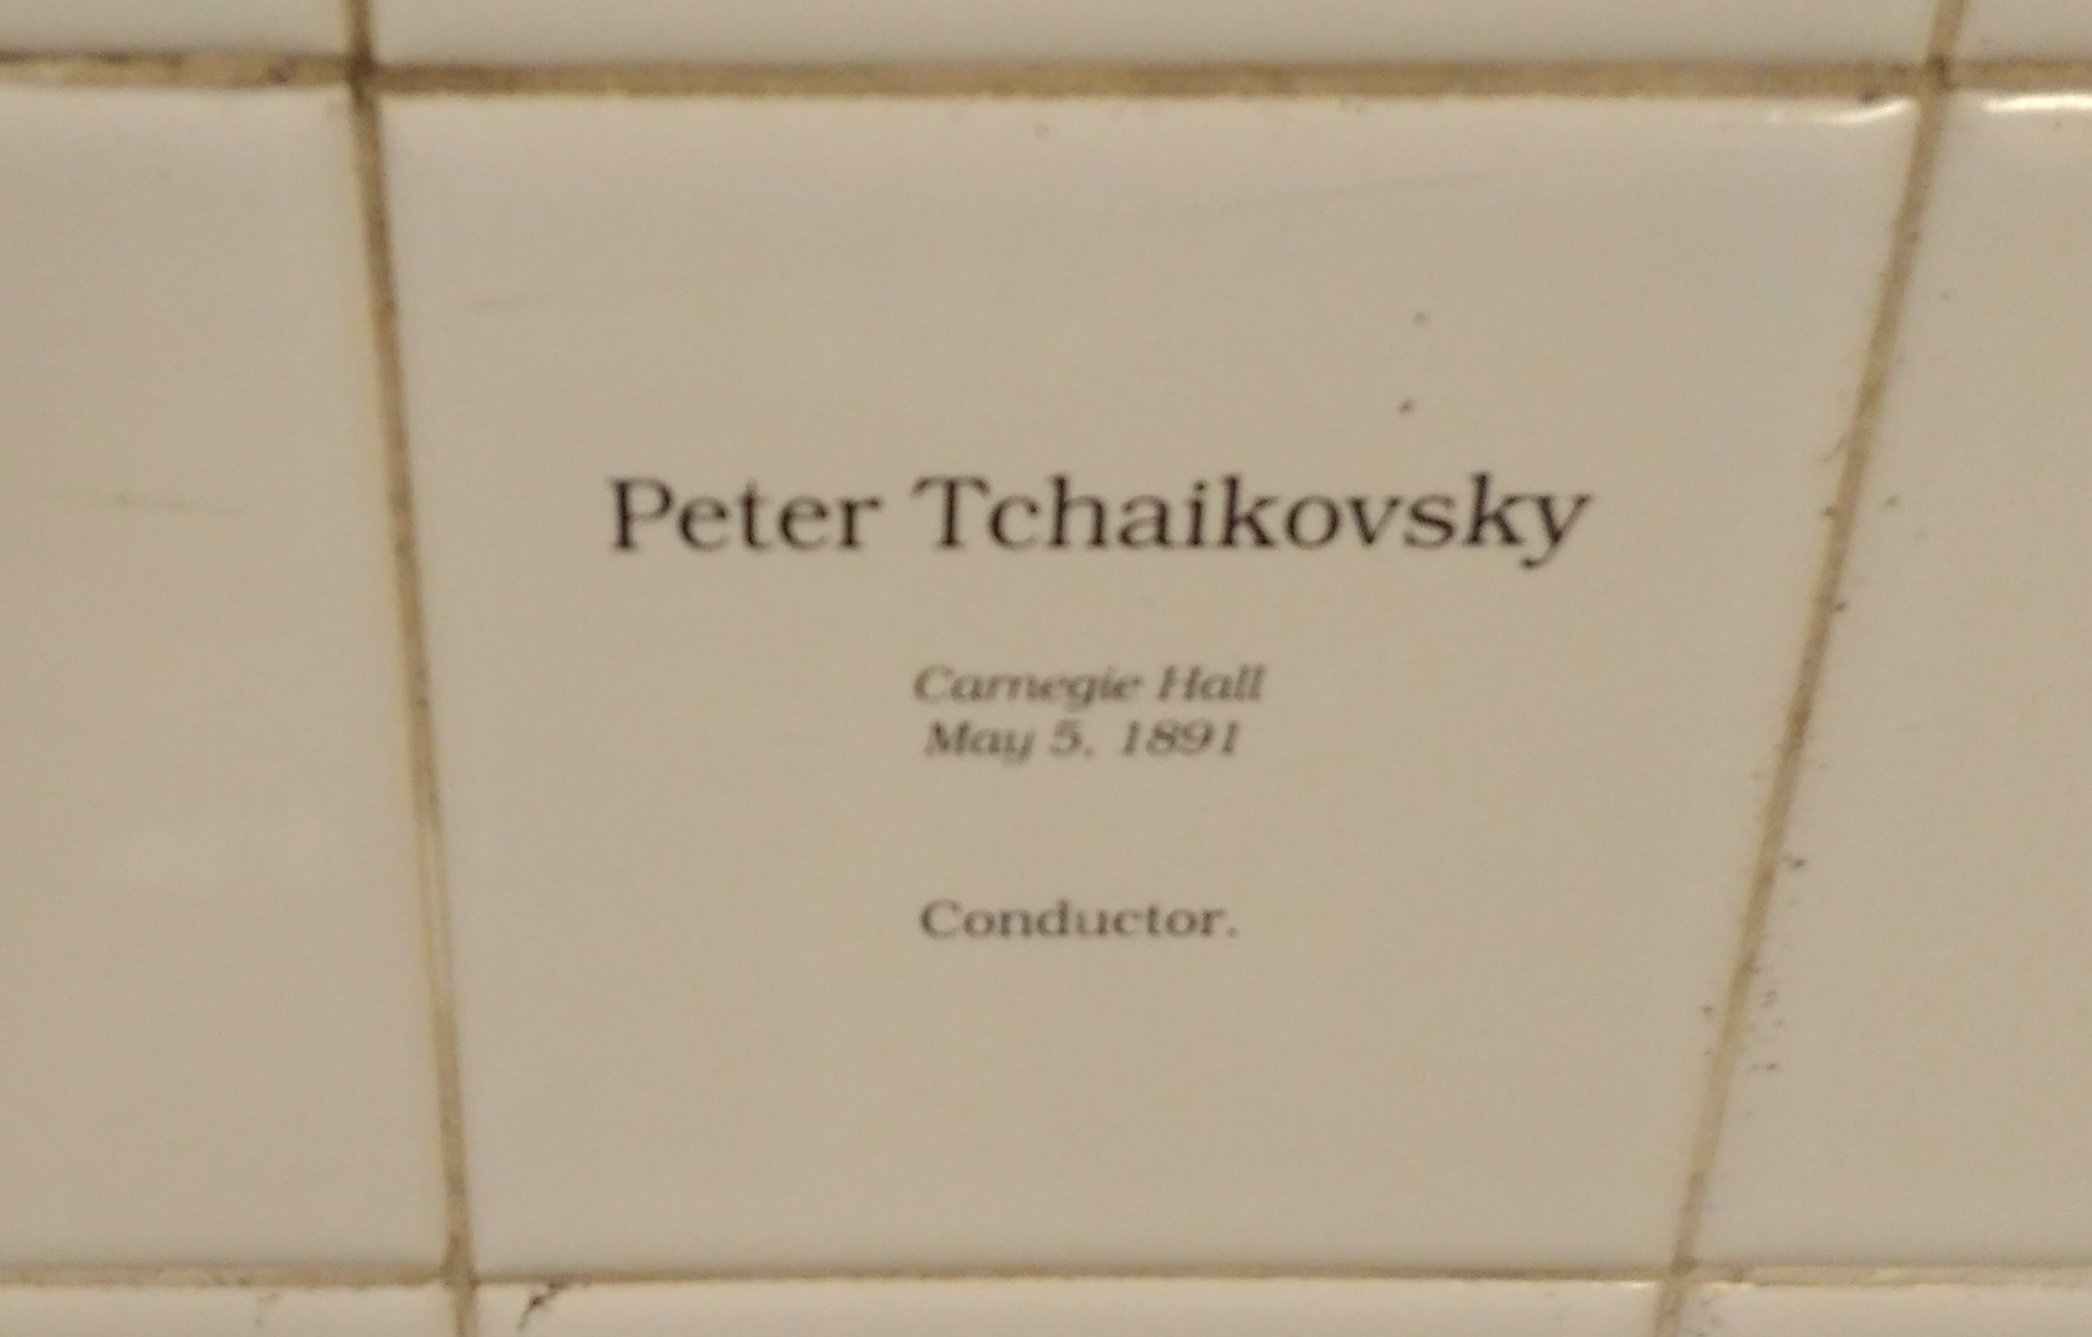 Peter Tchaikovsky
Carnegie Hall
May 5, 1891
Conductor.